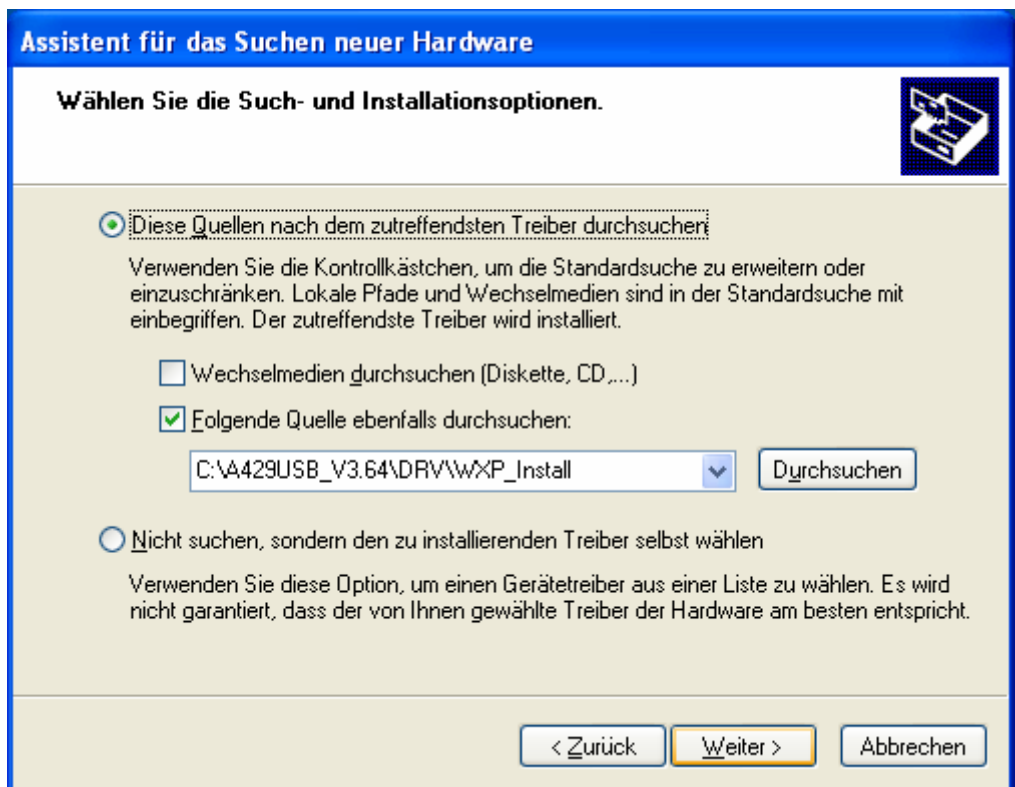 Assistent für das Suchen neuer Hardware
Wählen Sie die Such- und Installationsoptionen.
Diese Quellen nach dem zutreffendsten Treiber durchsuchen
Verwenden Sie die Kontrollkästchen, um die Standardsuche zu erweitern oder
einzuschränken. Lokale Pfade und Wechselmedien sind in der Standardsuche mit
einbegriffen. Der zutreffendste Treiber wird installiert.
Wechselmedien durchsuchen (Diskette, CD,...)
Folgende Quelle ebenfalls durchsuchen:
C:\A429USB_V3.64\DRV\WXP_Install
Durchsuchen
Nicht suchen, sondern den zu installierenden Treiber selbst wählen
Verwenden Sie diese Option, um einen Gerätetreiber aus einer Liste zu wählen. Es wird
nicht garantiert, dass der von Ihnen gewählte Treiber der Hardware am besten entspricht.
< Zurück
Weiter >
Abbrechen